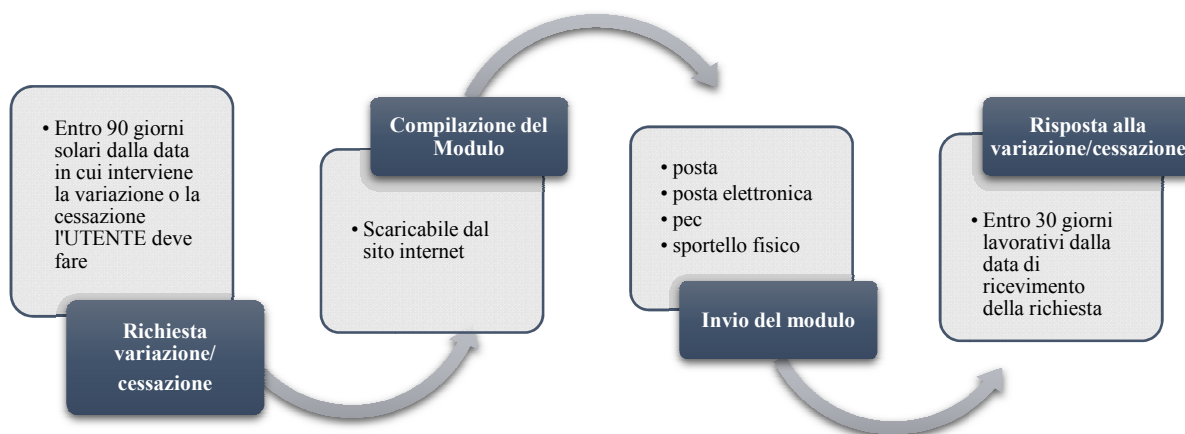 • Entro 90 giorni
solari dalla data
in cui interviene
la variazione o la
cessazione
l'UTENTE deve
fare
Richiesta
variazione/
cessazione
Compilazione del
Modulo
• Scaricabile dal
sito internet
• posta
• posta elettronica
• pec
• sportello fisico
Invio del modulo
Risposta alla
variazione/cessazione
• Entro 30 giorni
lavorativi dalla
data di
ricevimento
della richiesta